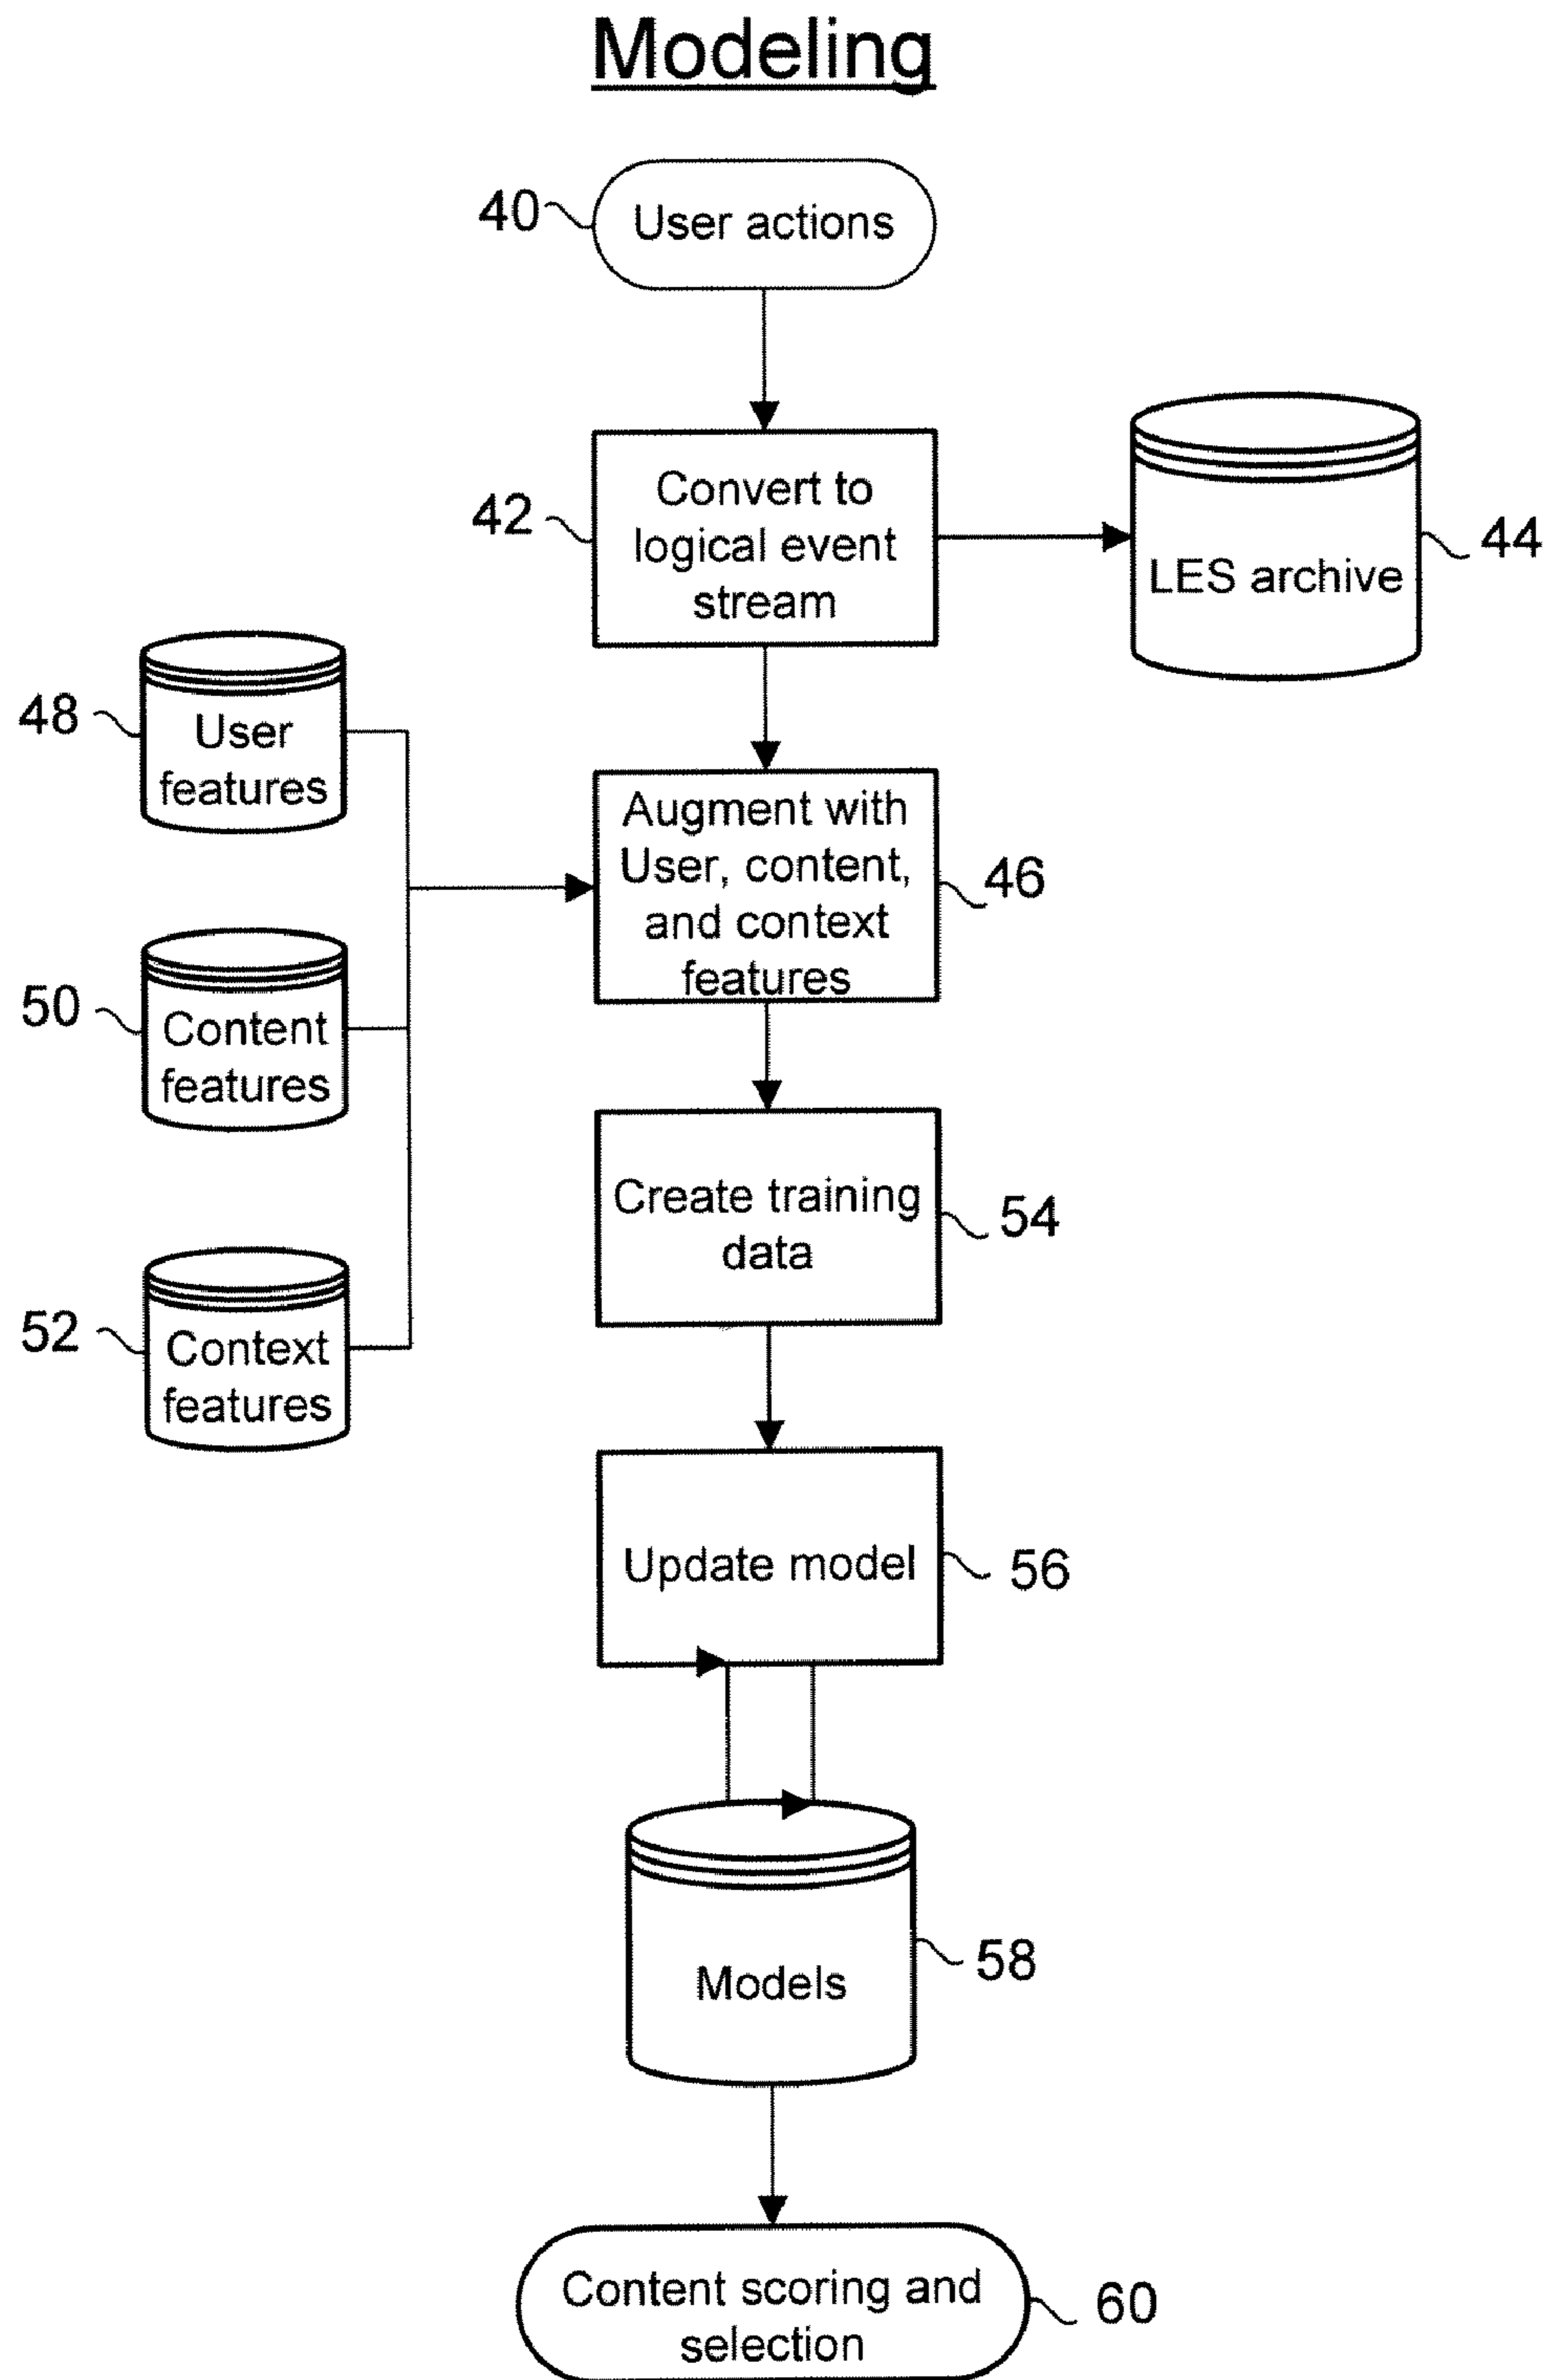 Modeling
40
User actions
42
Convert to
logical event
stream
44
LES archive
48
User
features
46
Augment with
User, content,
and context
features
50
Content
features
54
Create training
data
52
Context
features
56
Update model
58
Models
60
Content scoring and
selection